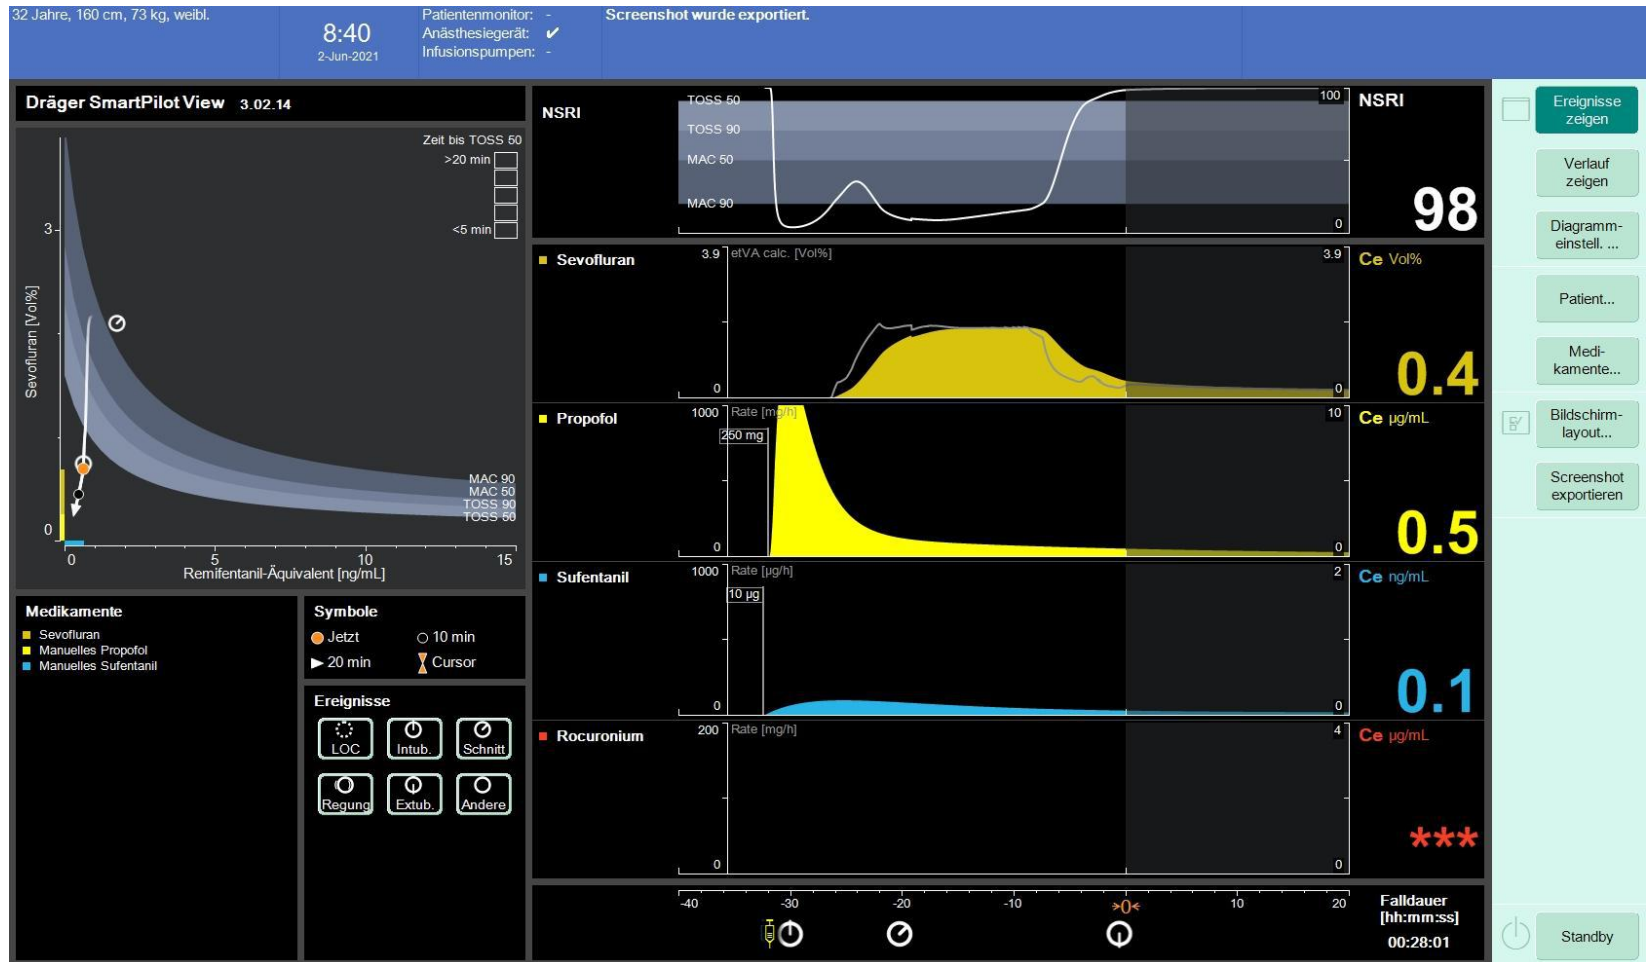 32 Jahre, 160 cm, 73 kg, weibl.
8:40
2-Jun-2021
Patientenmonitor: -
Anästhesiegerät: ✔
Infusionspumpen: -
Screenshot wurde exportiert.
Dräger SmartPilot View 3.02.14
Zeit bis TOSS 50
>20 min
<5 min
3
0
Sevofluran [Vol%]
MAC 90
MAC 50
TOSS 90
TOSS 50
0 5 10 15
Remifentanil-Äquivalent [ng/mL]
Medikamente
Sevofluran
Manuelles Propofol
Manuelles Sufentanil
Symbole
Jetzt
10 min
20 min
Cursor
Ereignisse
LOC
Intub.
Schnitt
Regung
Extub.
Andere
NSRI
TOSS 50
TOSS 90
MAC 50
MAC 90
100
0
NSRI
98
Sevofluran
3.9
etVA calc. [Vol%]
3.9
0
0
Ce Vol%
0.4
Propofol
1000
Rate [mg/h]
10
250 mg
0
0
Ce µg/mL
0.5
Sufentanil
1000
Rate [µg/h]
2
10 µg
0
0
Ce ng/mL
0.1
Rocuronium
200
Rate [mg/h]
4
0
0
Ce µg/mL
***
-40 -30 -20 -10 >0< 10 20
Falldauer
[hh:mm:ss]
00:28:01
Ereignisse
zeigen
Verlauf
zeigen
Diagramm-
einstell. ...
Patient...
Medi-
kamente...
Bildschirm-
layout...
Screenshot
exportieren
Standby